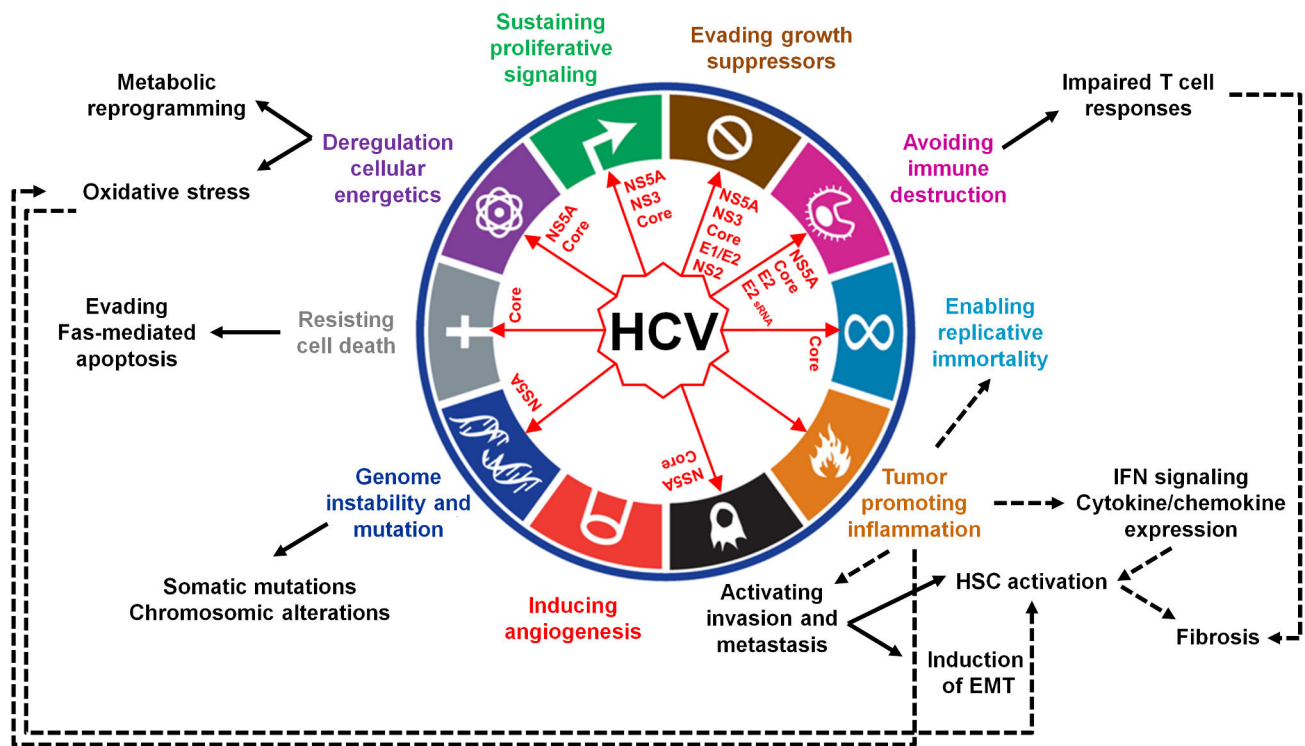 Sustaining
proliferative
signaling
Evading growth
suppressors
Metabolic
reprogramming
Impaired T cell
responses
Deregulation
cellular
energetics
Avoiding
immune
destruction
Oxidative stress
NS5A
Core
NS5A
NS3
Core
NS5A
NS3
Core
E1/E2
NS2
NS5A
Core
E2
E2 sRNA
Evading
Fas-mediated
apoptosis
Resisting
cell death
Core
HCV
Core
Enabling
replicative
immortality
NS5A
NS5A
Core
Genome
instability and
mutation
Tumor
promoting
inflammation
IFN signaling
Cytokine/chemokine
expression
Somatic mutations
Chromosomic alterations
Inducing
angiogenesis
Activating
invasion and
metastasis
HSC activation
Fibrosis
Induction
of EMT